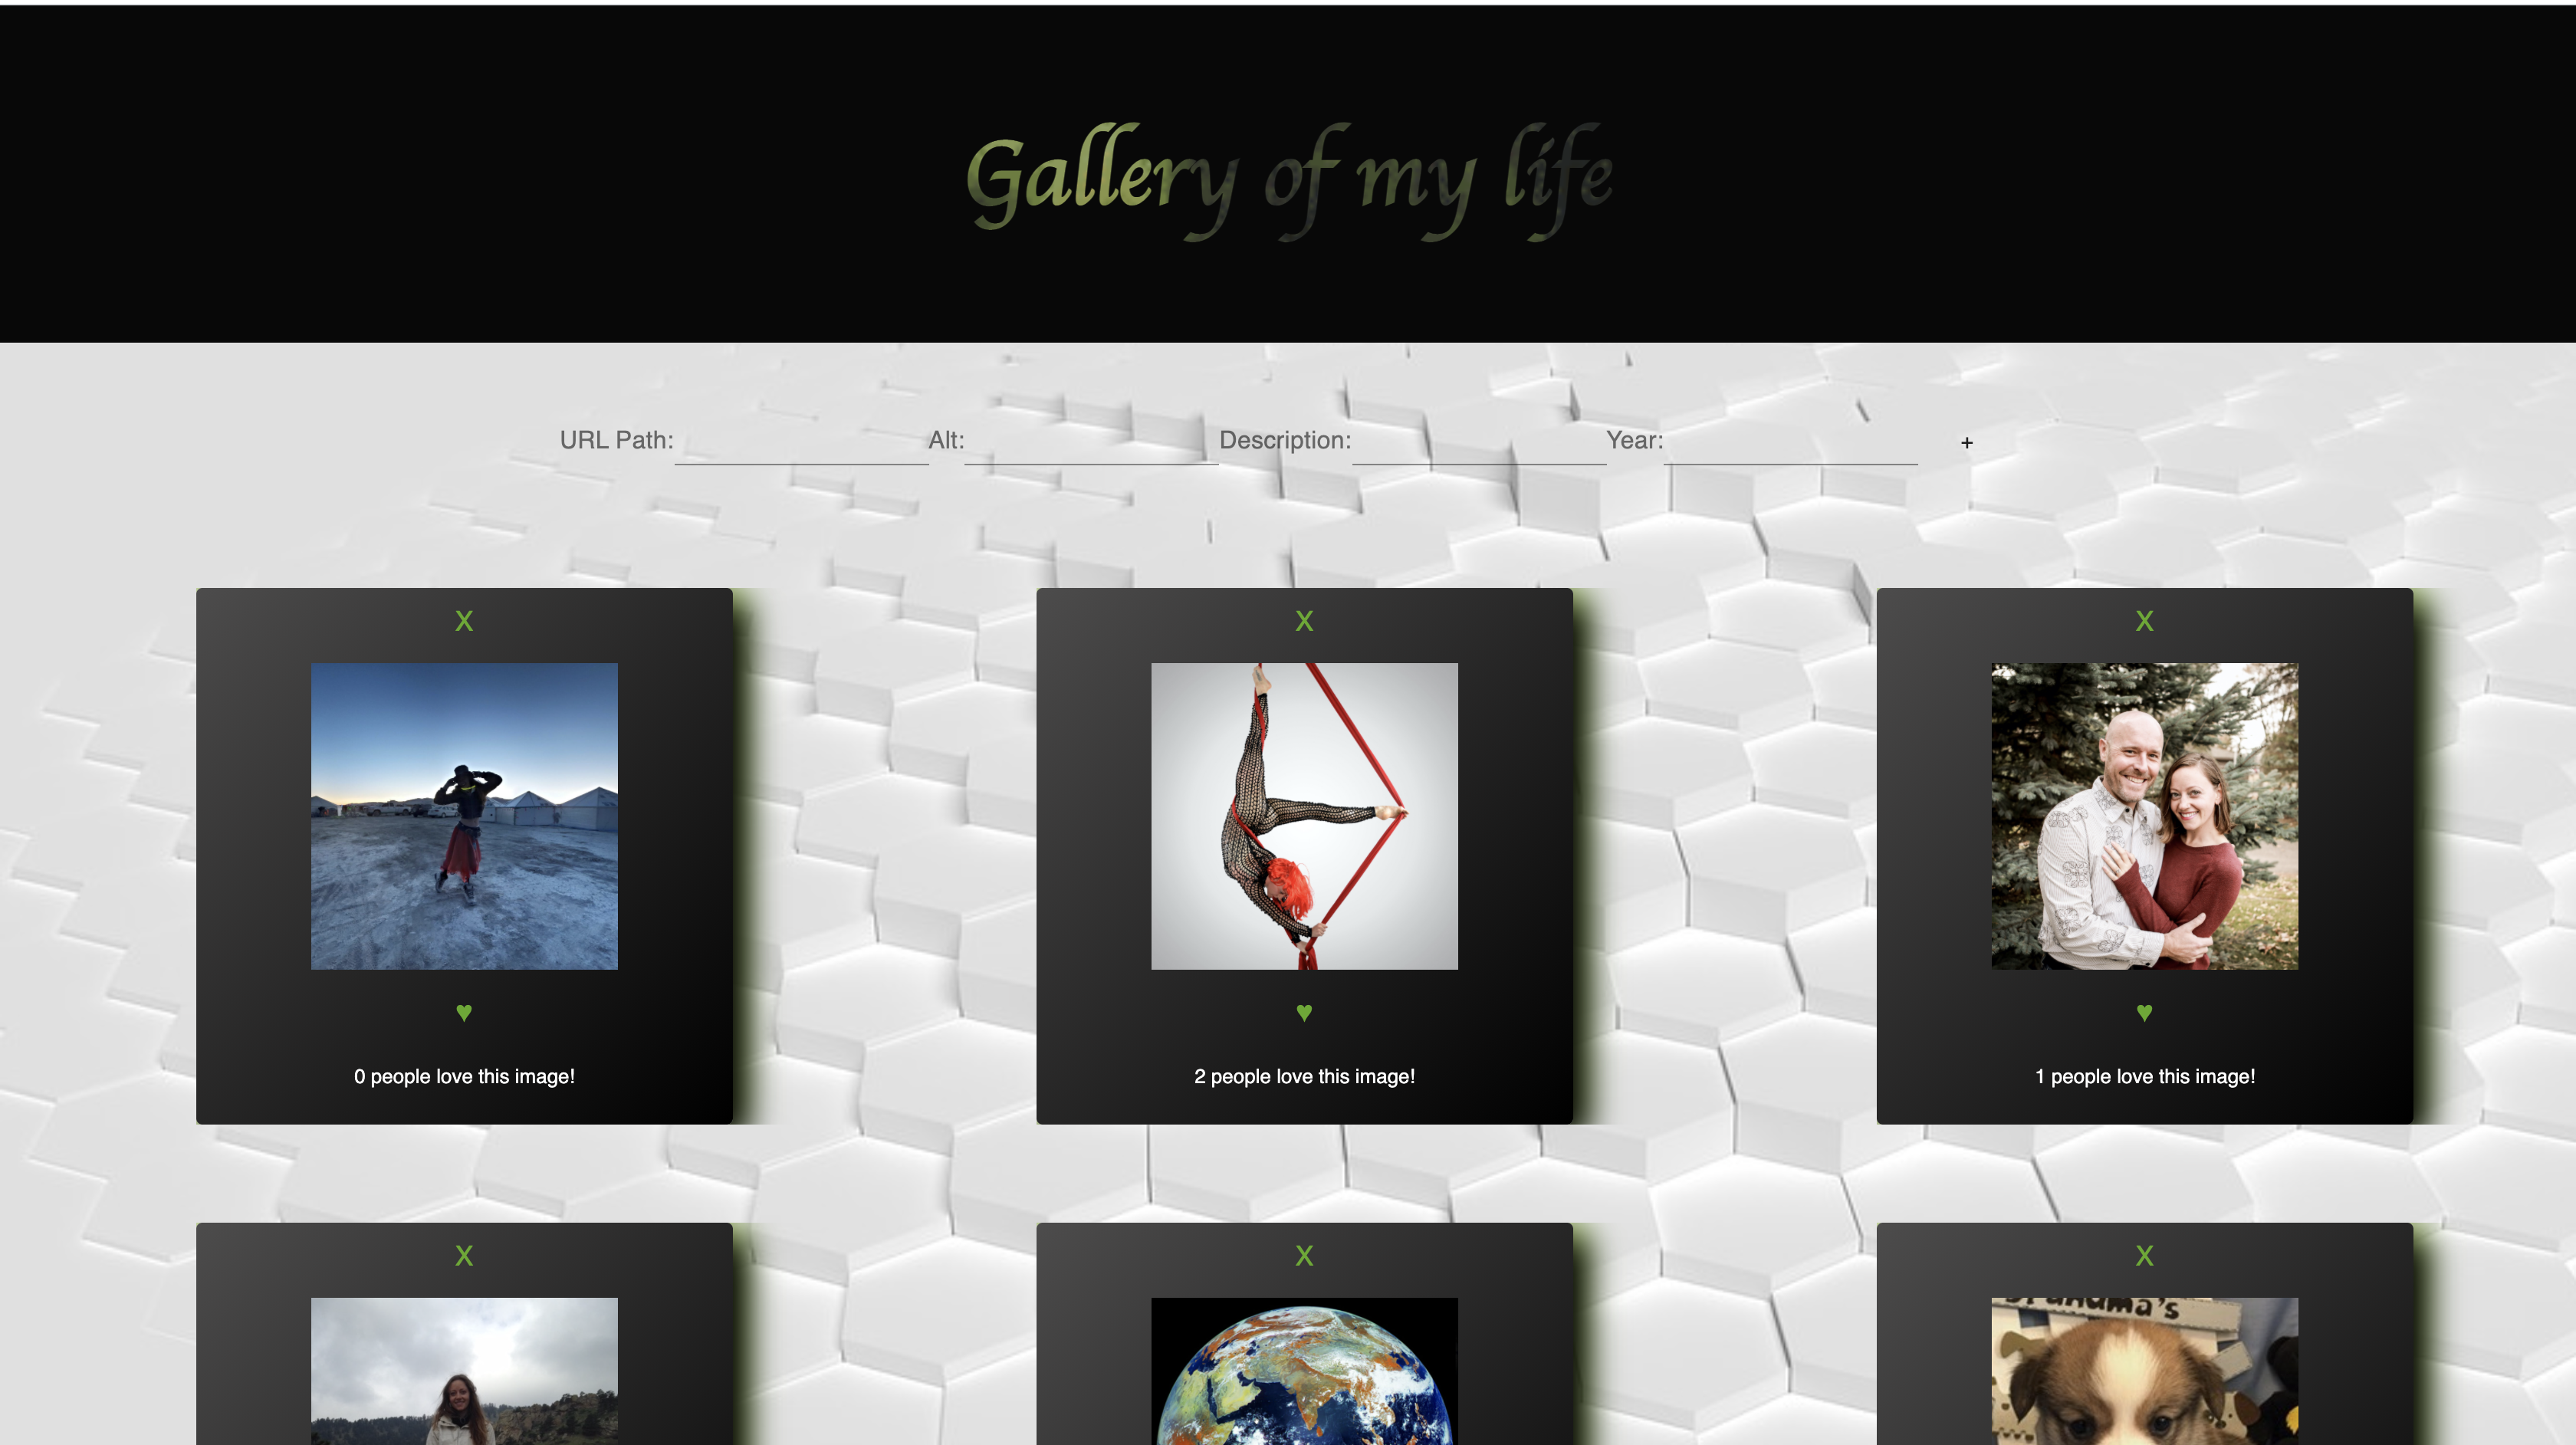 Gallery of my life
URL Path: Alt: Description: Year: +
X X X
♥ ♥ ♥
0 people love this image! 2 people love this image! 1 people love this image!
X X X
Grandma's